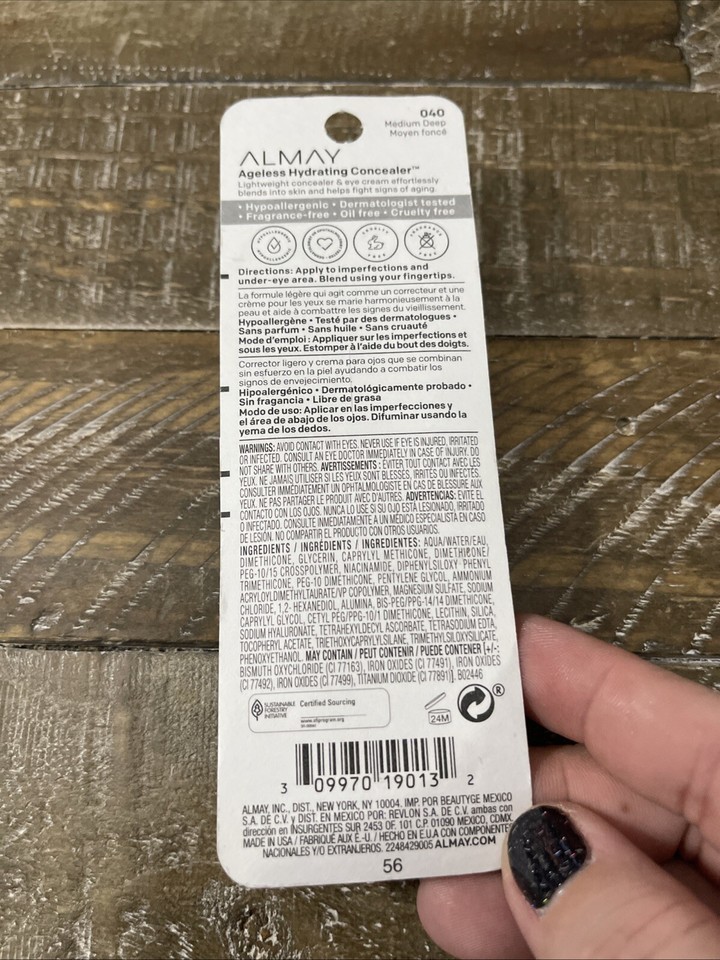 040
Medium Deep
Moyen foncé
ALMAY
Ageless Hydrating Concealer™
Lightweight concealer & eye cream effortlessly
blends into skin and helps fight signs of aging.
• Hypoallergenic • Dermatologist tested
• Fragrance-free • Oil free • Cruelty free
Directions: Apply to imperfections and
under-eye area. Blend using your fingertips.
La formule légère qui agit comme un correcteur et une
crème pour les yeux se marie harmonieusement à la
peau et aide à combattre les signes du vieillissement.
Hypoallergène • Testé par des dermatologues •
Sans parfum • Sans huile • Sans cruauté
Mode d'emploi : Appliquer sur les imperfections et
sous les yeux. Estomper à l'aide du bout des doigts.
Corrector ligero y crema para ojos que se combinan
sin esfuerzo en la piel ayudando a combatir los
signos de envejecimiento.
Hipoalergénico • Dermatológicamente probado •
Sin fragancia • Libre de grasa
Modo de uso: Aplicar en las imperfecciones y
el área de abajo de los ojos. Difuminar usando la
yema de los dedos.
WARNINGS: AVOID CONTACT WITH EYES. NEVER USE IF EYE IS INJURED, IRRITATED
OR INFECTED. CONSULT AN EYE DOCTOR IMMEDIATELY IN CASE OF INJURY. DO
NOT SHARE WITH OTHERS. AVERTISSEMENTS : ÉVITER TOUT CONTACT AVEC LES
YEUX. NE JAMAIS UTILISER SI LES YEUX SONT BLESSÉS, IRRITÉS OU INFECTÉS.
CONSULTER IMMÉDIATEMENT UN OPHTALMOLOGISTE EN CAS DE BLESSURE AUX
YEUX. NE PAS PARTAGER LE PRODUIT AVEC D'AUTRES. ADVERTENCIAS: EVITE EL
CONTACTO CON LOS OJOS. NUNCA LO USE SI SU OJO ESTÁ LESIONADO, IRRITADO
O INFECTADO. CONSULTE INMEDIATAMENTE A UN MÉDICO ESPECIALISTA EN CASO
DE LESIÓN. NO COMPARTIR EL PRODUCTO CON OTROS USUARIOS.
INGREDIENTS / INGRÉDIENTS / INGREDIENTES: AQUA/WATER/EAU,
DIMETHICONE, GLYCERIN, CAPRYLYL METHICONE, DIMETHICONE/
PEG-10/15 CROSSPOLYMER, NIACINAMIDE, DIPHENYLSILOXY PHENYL
TRIMETHICONE, PEG-10 DIMETHICONE, PENTYLENE GLYCOL, AMMONIUM
ACRYLOYLDIMETHYLTAURATE/VP COPOLYMER, MAGNESIUM SULFATE, SODIUM
CHLORIDE, 1,2- HEXANEDIOL, ALUMINA, BIS-PEG/PPG-14/14 DIMETHICONE,
CAPRYLYL GLYCOL, CETYL PEG/PPG-10/1 DIMETHICONE, LECITHIN, SILICA,
SODIUM HYALURONATE, TETRAHEXYLDECYL ASCORBATE, TETRASODIUM EDTA,
TOCOPHERYL ACETATE, TRIETHOXYCAPRYLYLSILANE, TRIMETHYLSILOXYSILICATE,
PHENOXYETHANOL. MAY CONTAIN / PEUT CONTENIR / PUEDE CONTENER [+/-:
BISMUTH OXYCHLORIDE (CI 77163), IRON OXIDES (CI 77491), IRON OXIDES
(CI 77492), IRON OXIDES (CI 77499), TITANIUM DIOXIDE (CI 77891)]. B02446
SUSTAINABLE
FORESTRY
INITIATIVE
Certified Sourcing
www.sfiprogram.org
24M
®
3 09970 19013 2
ALMAY, INC., DIST., NEW YORK, NY 10004. IMP. POR BEAUTYGE MEXICO
S.A. DE C.V. y DIST. EN MEXICO POR: REVLON S.A. DE C.V. ambas con
dirección en INSURGENTES SUR 2453 OF. 101 C.P. 01090 MEXICO, CDMX.
MADE IN USA / FABRIQUÉ AUX É.-U. / HECHO EN E.U.A CON COMPONENTES
NACIONALES Y/O EXTRANJEROS. 2248429005 ALMAY.COM
56